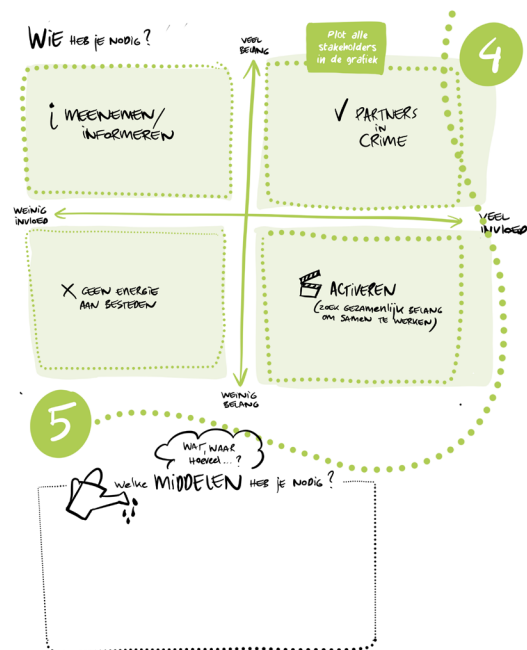 WiE HEB JE NODIG?
VEEL
BELANG
Plot alle
stakeholders
in de grafiek
4
i MEENEMEN/
INFORMEREN
√ PARTNERS
in
CRiME
WEiNiG
iNVLOED
VEEL
INVLOED
X GEEN ENERGIE
AAN BESTEDEN
ACTIVEREN
(ZOEK GEZAMENLIJK BELANG
OM SAMEN TE WERKEN)
WEiNiG
BELANG
5
WAT, WAAR
Hoeveel...?
Welke MiDDELEN HEB JE NODIG?